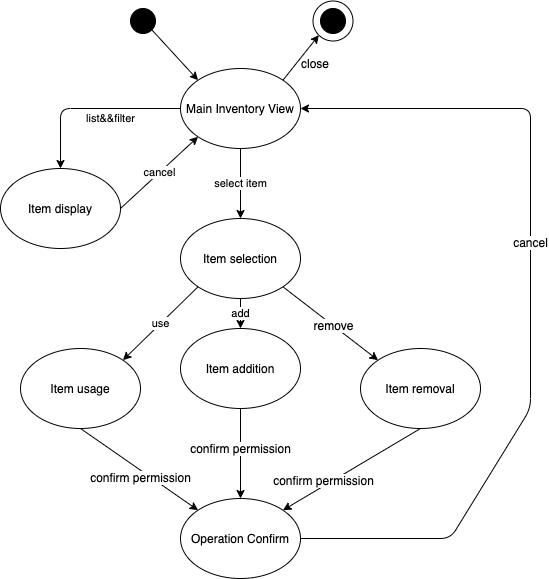 close
Main Inventory View
list&&filter
cancel
select item
Item display
cancel
Item selection
add
use
remove
Item addition
Item usage
Item removal
confirm permission
confirm permission
confirm permission
Operation Confirm